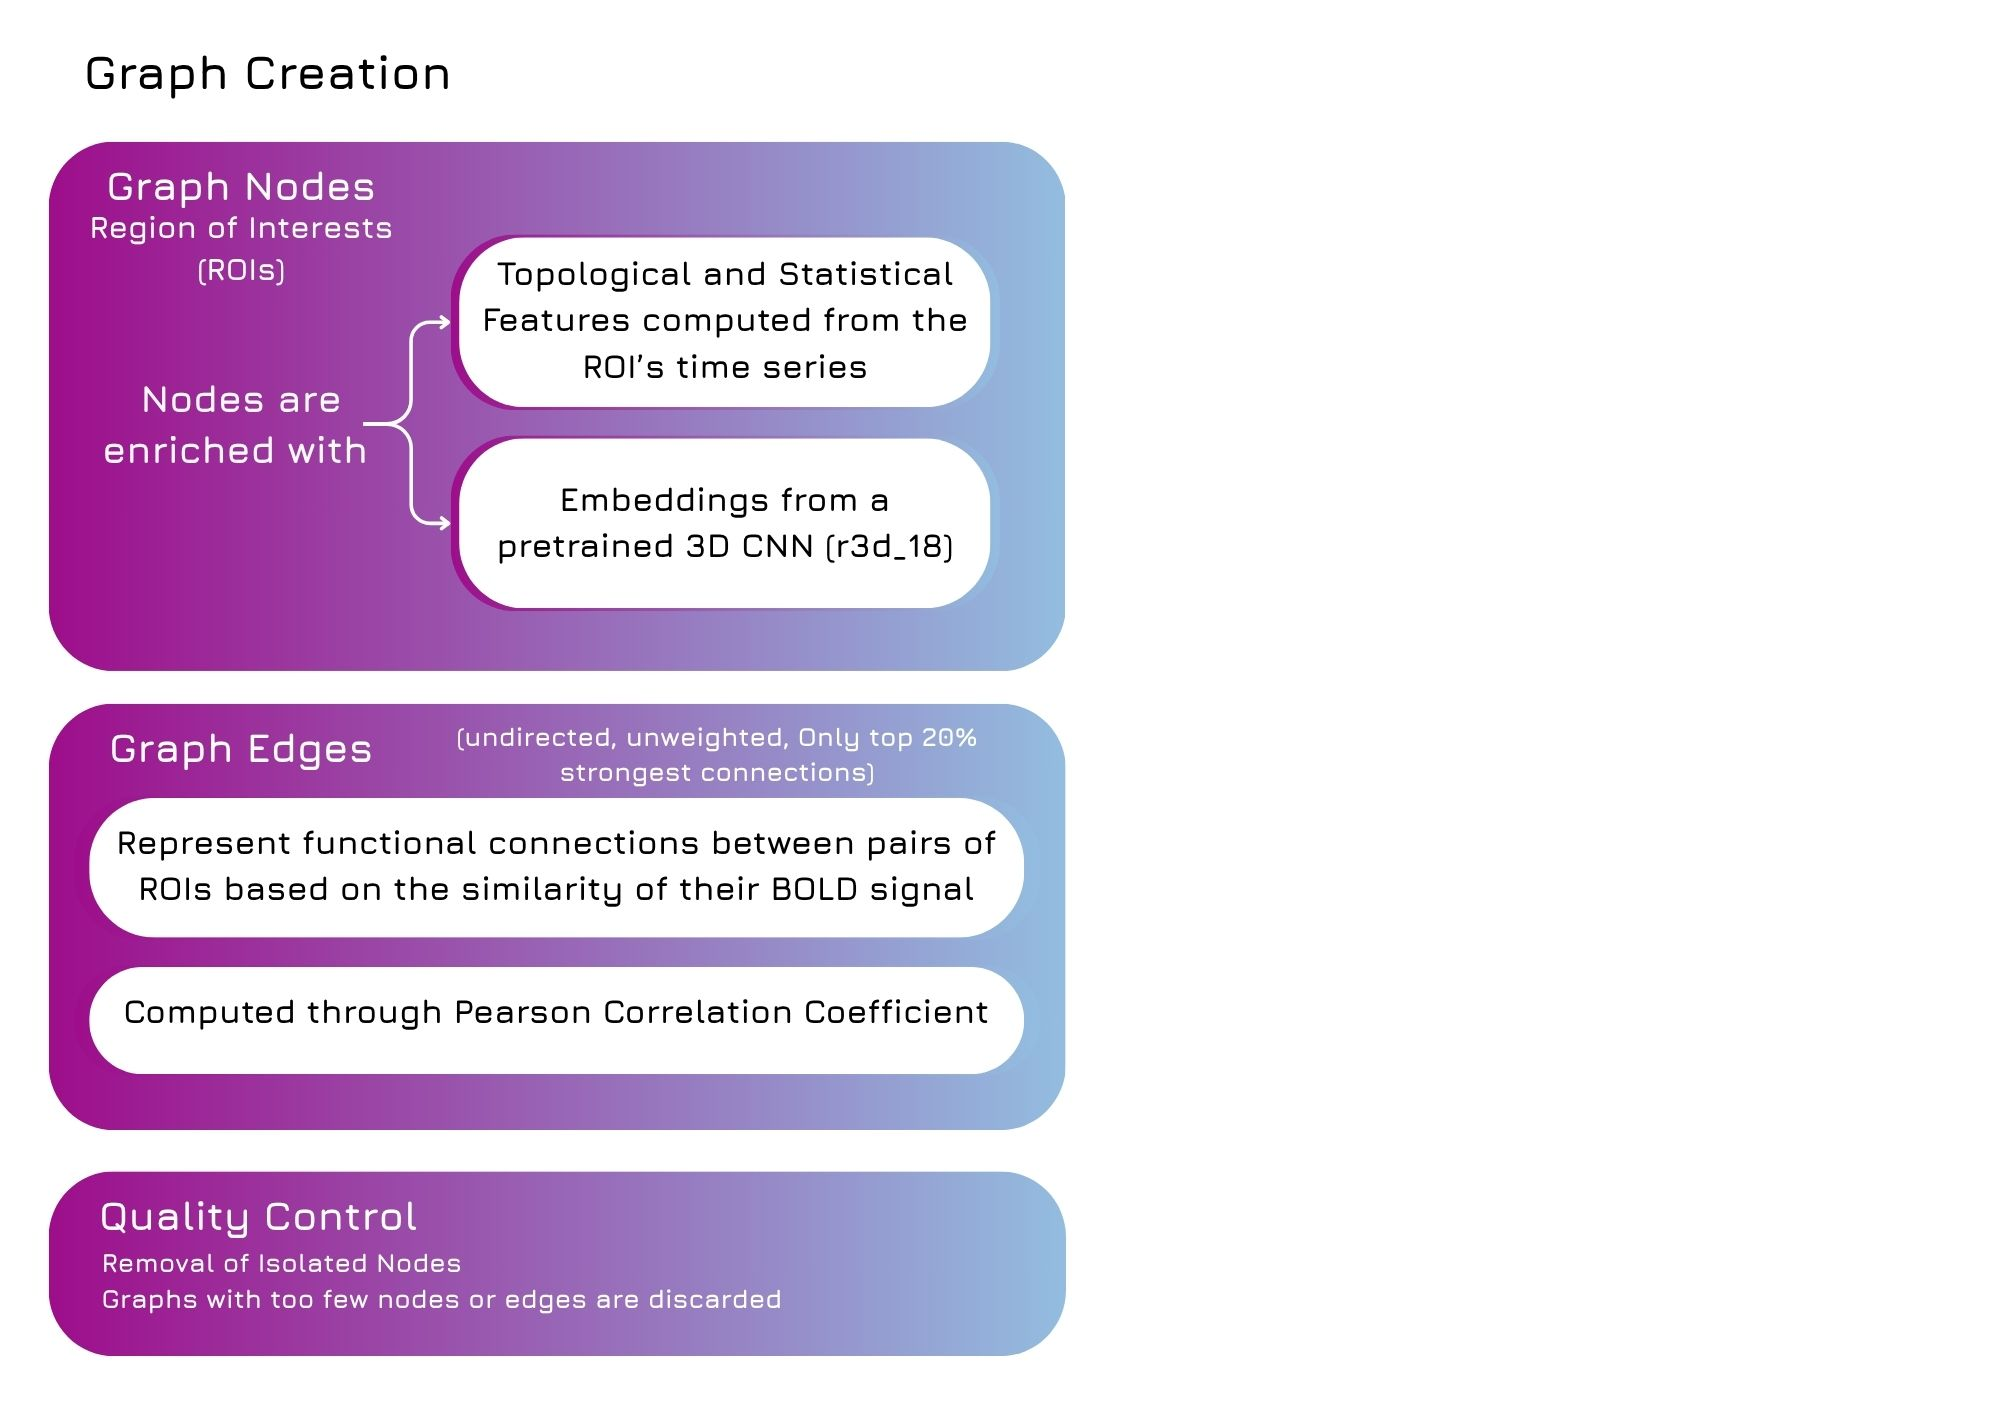 Graph Creation
Graph Nodes
Region of Interests
(ROIs)
Nodes are
enriched with
Topological and Statistical
Features computed from the
ROI's time series
Embeddings from a
pretrained 3D CNN (r3d_18)
Graph Edges
(undirected, unweighted, Only top 20%
strongest connections)
Represent functional connections between pairs of
ROIs based on the similarity of their BOLD signal
Computed through Pearson Correlation Coefficient
Quality Control
Removal of Isolated Nodes
Graphs with too few nodes or edges are discarded